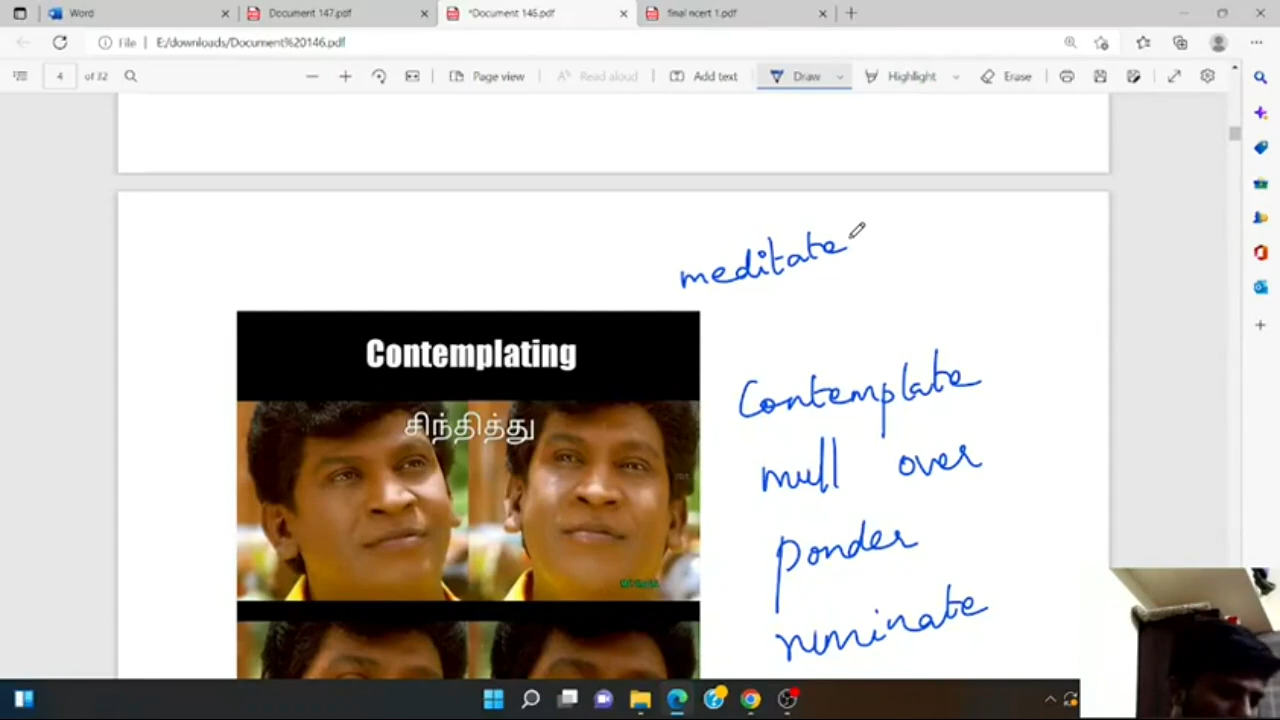 Word
Document 147.pdf
*Document 146.pdf
final ncert 1.pdf
File
E:/downloads/Document%20146.pdf
4 of 32
Page view
Read aloud
Add text
Draw
Highlight
Erase
meditate
Contemplating
சிந்தித்து
Contemplate
mull over
ponder
ruminate